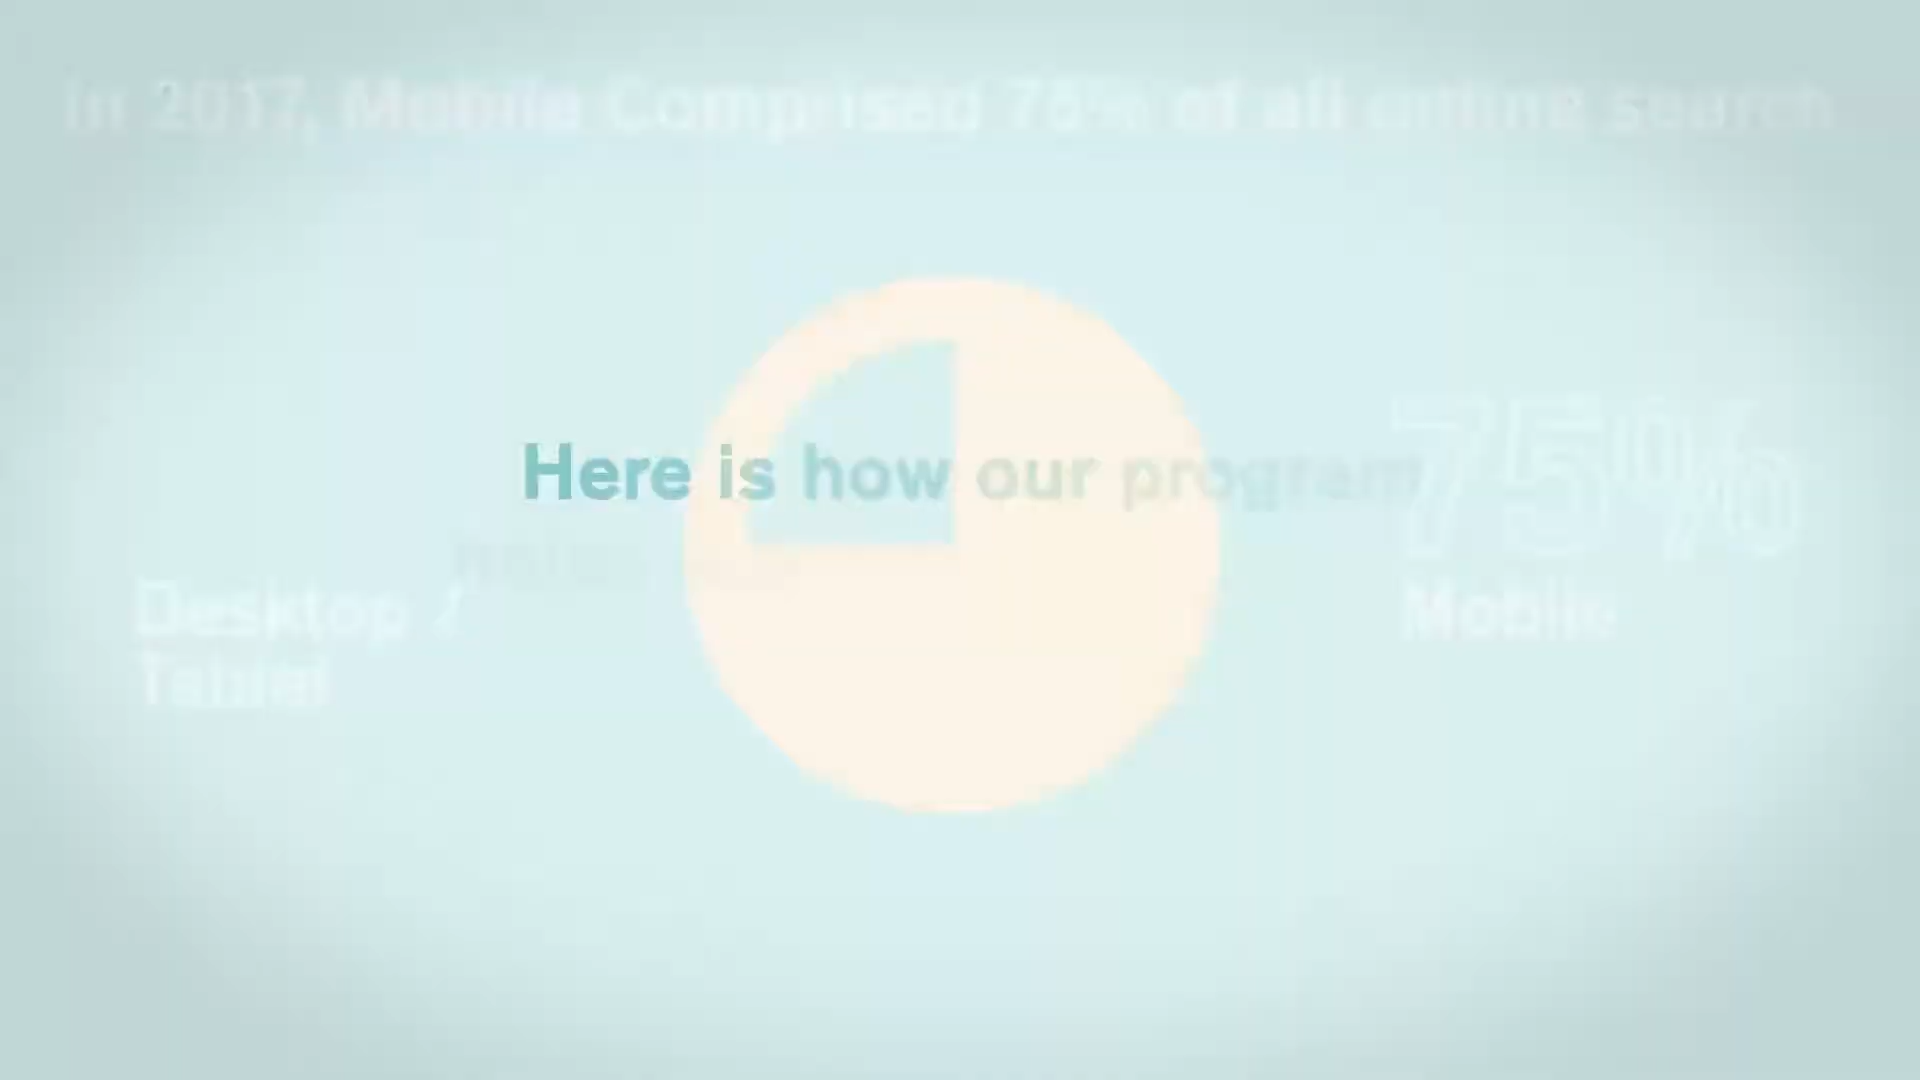 In 2017, Mobile Comprised 75% of all online search
Here is how our program
75%
Desktop /
Tablet
Mobile